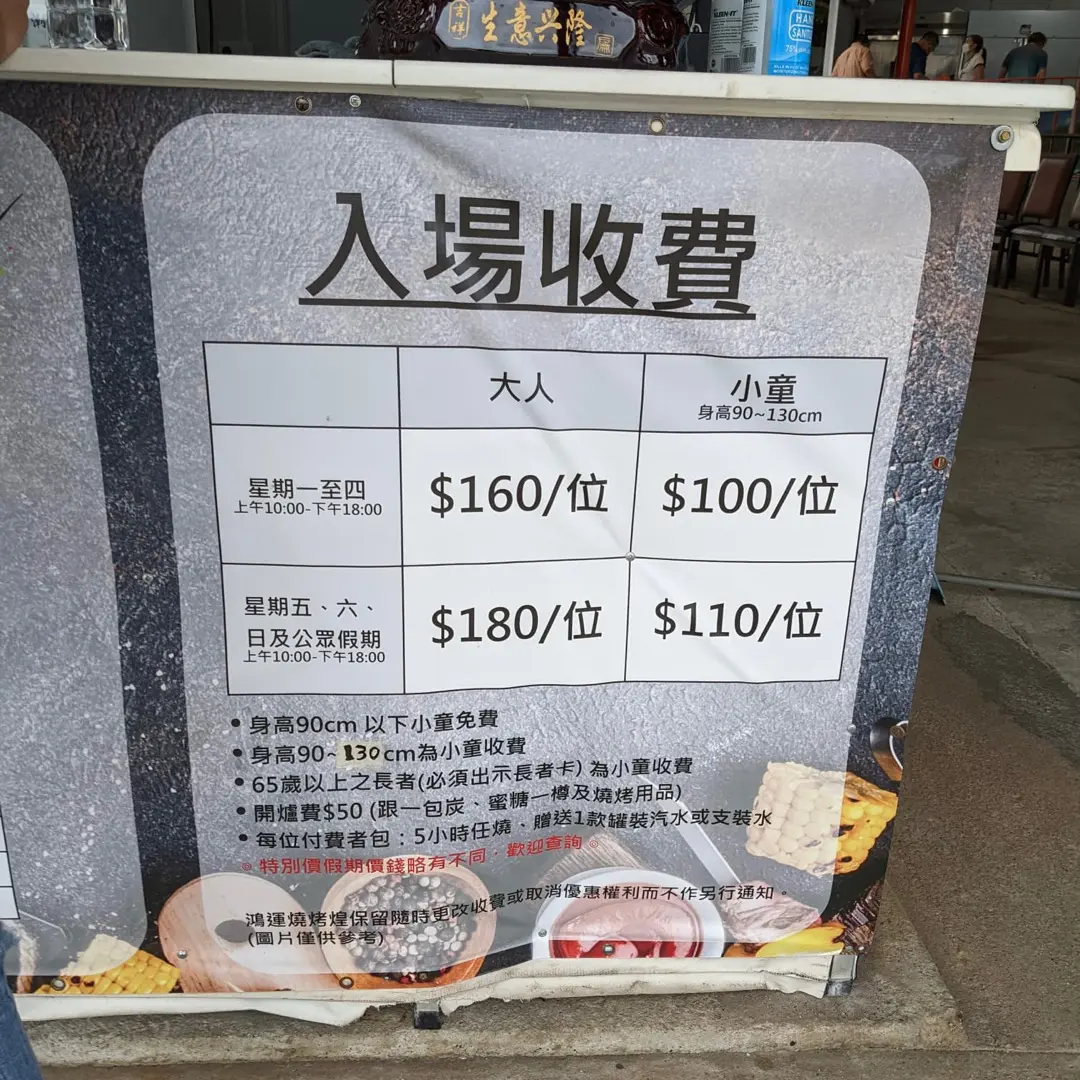 吉祥
生意兴隆
KLEEN-IT
KLEEN
HAN
SANIT
75%
入場收費
大人
小童
身高90~130cm
星期一至四
上午10:00-下午18:00
$160/位
$100/位
星期五、六、
日及公眾假期
上午10:00-下午18:00
$180/位
$110/位
• 身高90cm 以下小童免費
• 身高90~130cm為小童收費
• 65歲以上之長者(必須出示長者卡) 為小童收費
• 開爐費$50 (跟一包炭、蜜糖一樽及燒烤用品)
• 每位付費者包：5小時任燒、贈送1款罐裝汽水或支裝水
◎ 特別價假期價錢略有不同，歡迎查詢 ◎
鴻運燒烤煌保留隨時更改收費或取消優惠權利而不作另行通知。
(圖片僅供參考)